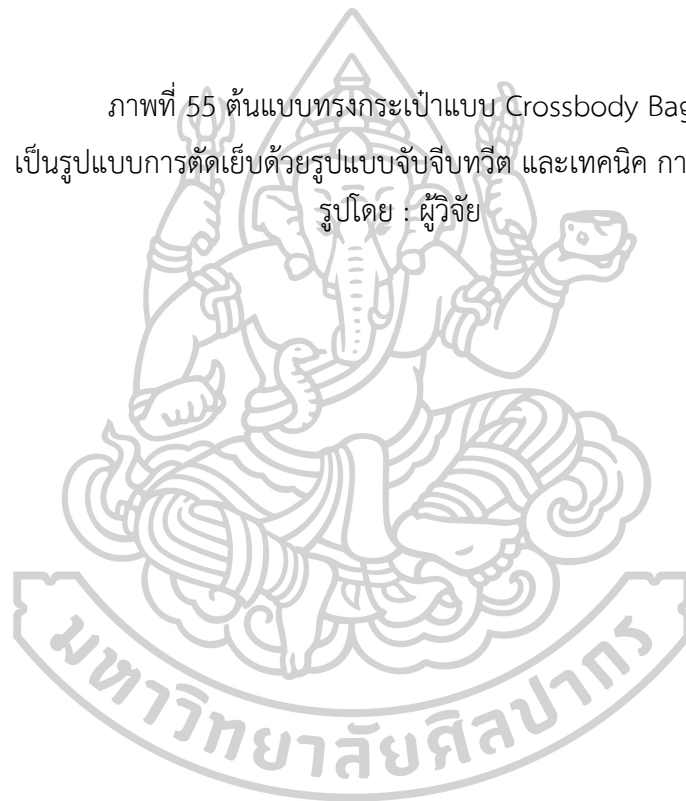 ภาพที่ 55 ต้นแบบทรงกระเป๋าแบบ Crossbody Bag
เป็นรูปแบบการตัดเย็บด้วยรูปแบบจับจีบทวีต และเทคนิค กา
รูปโดย : ผู้วิจัย
มหาวิทยาลัยศิลปากร